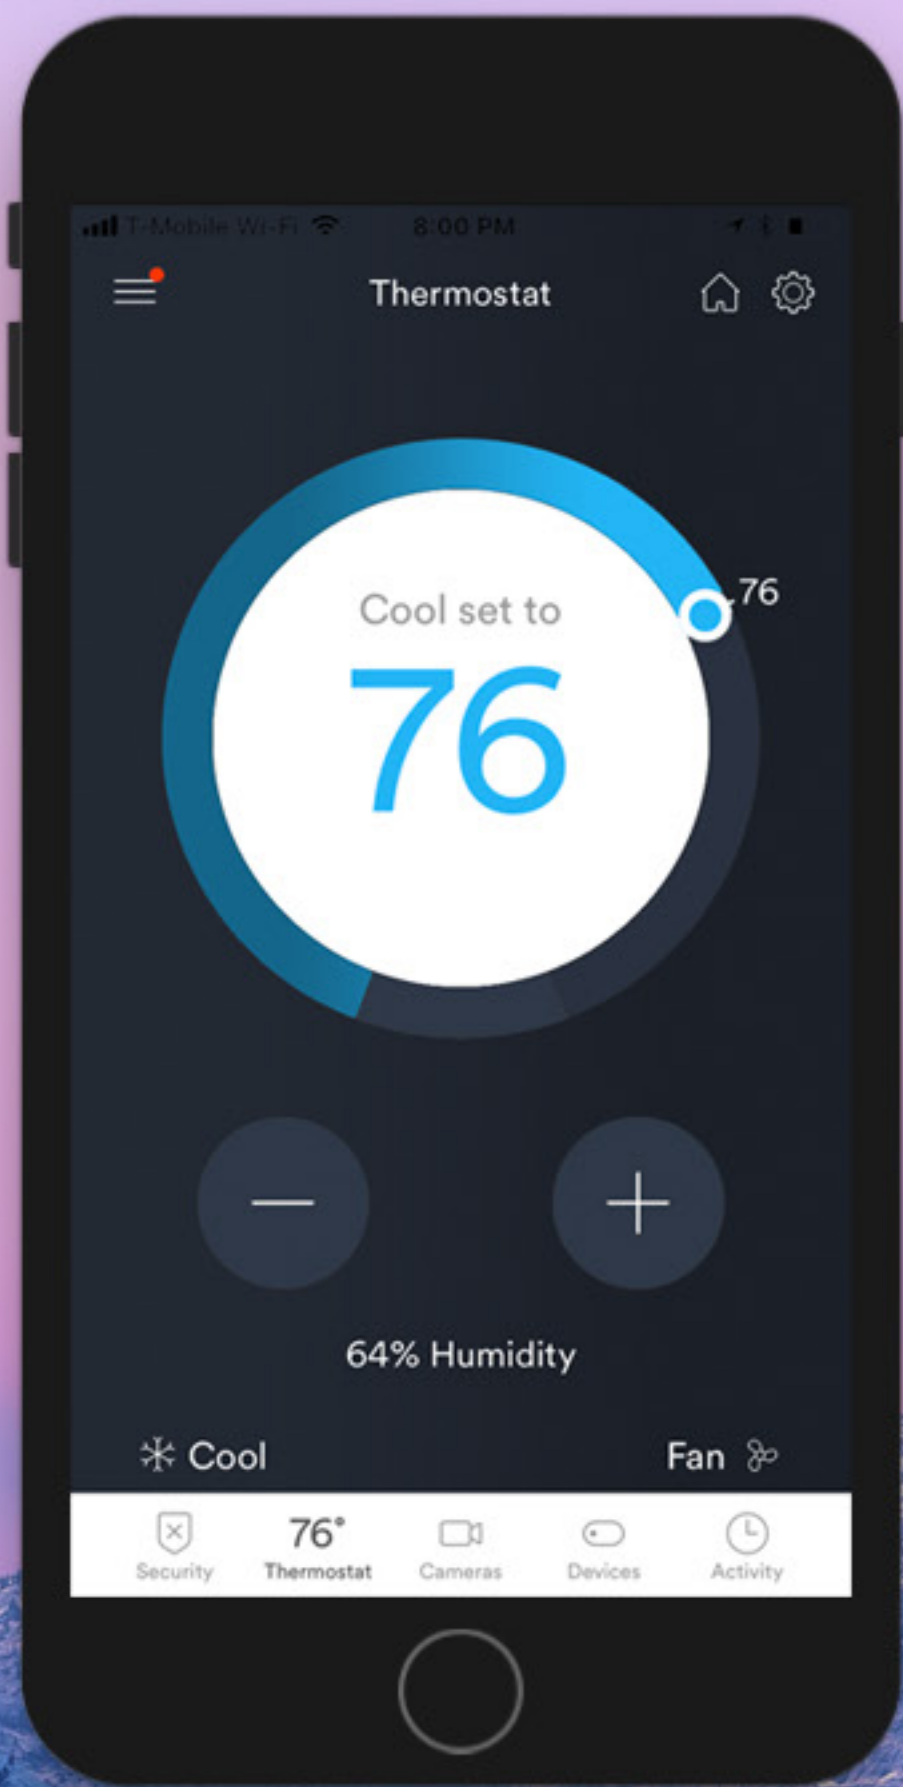 T-Mobile Wi-Fi 8:00 PM
Thermostat
76
Cool set to
76
64% Humidity
Cool Fan
76°
Security Thermostat Cameras Devices Activity